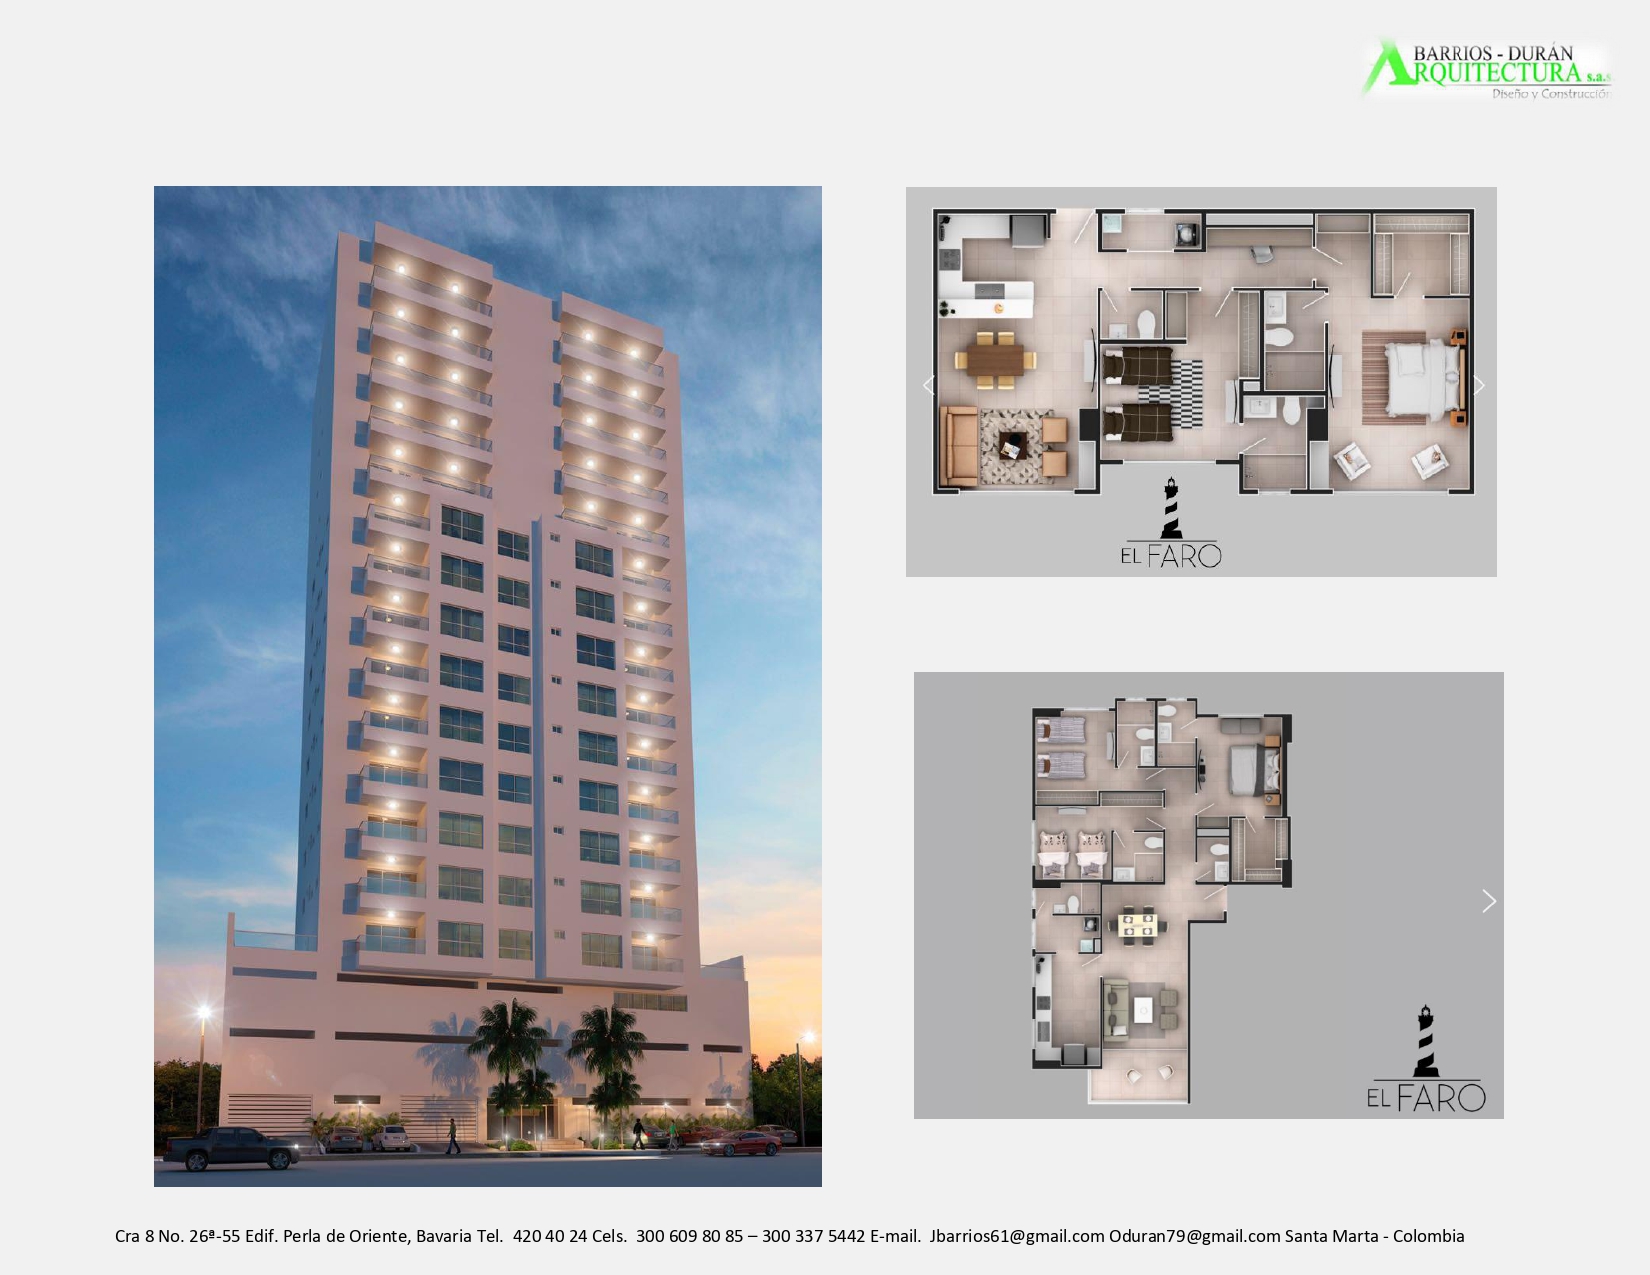 BARRIOS - DURÁN
ARQUITECTURA s.a.s
Diseño y Construcción
EL FARO
EL FARO
Cra 8 No. 26ª-55 Edif. Perla de Oriente, Bavaria Tel. 420 40 24 Cels. 300 609 80 85 – 300 337 5442 E-mail. Jbarrios61@gmail.com Oduran79@gmail.com Santa Marta - Colombia